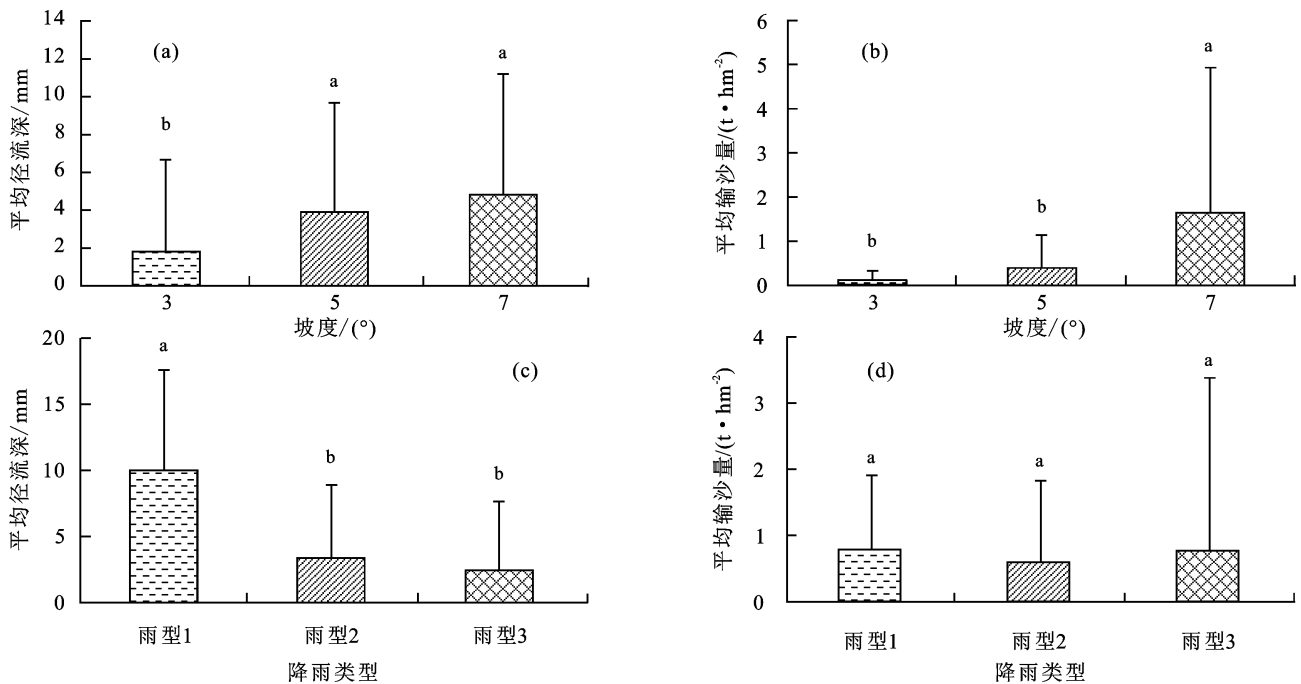 (a)
平均径流深/mm
14
12
10
8
6
4
2
0
b
a
a
3
5
7
坡度/(°)
(b)
平均输沙量/(t·hm⁻²)
6
5
4
3
2
1
0
b
b
a
3
5
7
坡度/(°)
(c)
平均径流深/mm
20
15
10
5
0
a
b
b
雨型1
雨型2
雨型3
降雨类型
(d)
平均输沙量/(t·hm⁻²)
4
3
2
1
0
a
a
a
雨型1
雨型2
雨型3
降雨类型